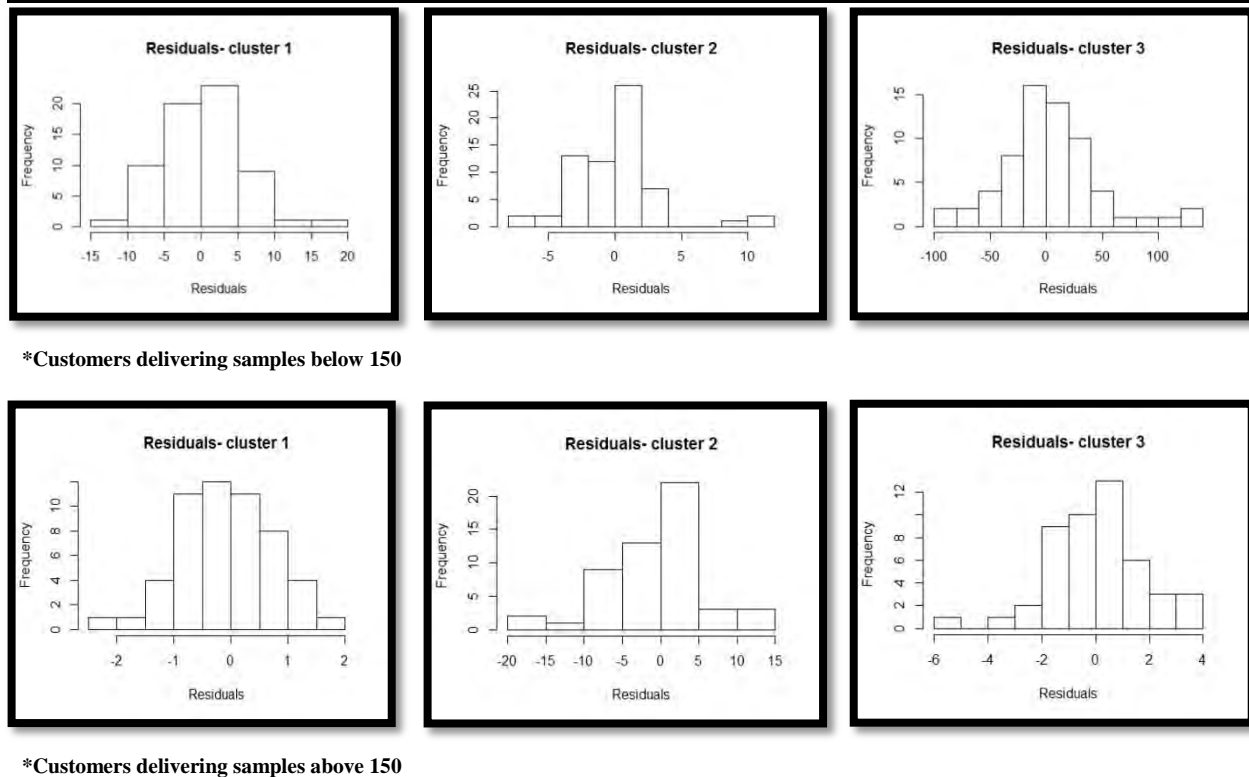 Residuals- cluster 1
Frequency
0 5 10 15 20
-15 -10 -5 0 5 10 15 20
Residuals
Residuals- cluster 2
Frequency
0 5 10 15 20 25
-5 0 5 10
Residuals
Residuals- cluster 3
Frequency
0 5 10 15
-100 -50 0 50 100
Residuals
*Customers delivering samples below 150
Residuals- cluster 1
Frequency
0 2 4 6 8 10
-2 -1 0 1 2
Residuals
Residuals- cluster 2
Frequency
0 5 10 15 20
-20 -15 -10 -5 0 5 10 15
Residuals
Residuals- cluster 3
Frequency
0 2 4 6 8 12
-6 -4 -2 0 2 4
Residuals
*Customers delivering samples above 150